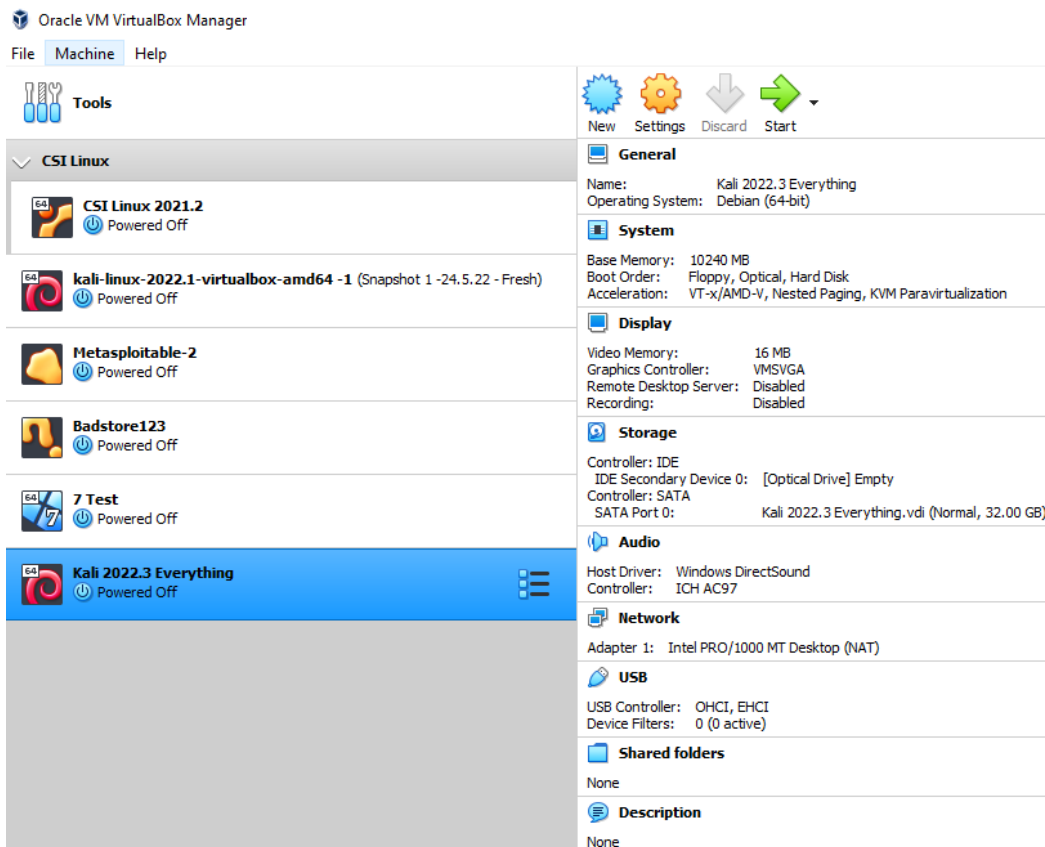 Oracle VM VirtualBox Manager
File Machine Help
Tools
CSI Linux
64
CSI Linux 2021.2
Powered Off
64
kali-linux-2022.1-virtualbox-amd64 -1 (Snapshot 1 -24.5.22 - Fresh)
Powered Off
Metasploitable-2
Powered Off
Badstore123
Powered Off
64
7
7 Test
Powered Off
64
Kali 2022.3 Everything
Powered Off
New Settings Discard Start
General
Name: Kali 2022.3 Everything
Operating System: Debian (64-bit)
System
Base Memory: 10240 MB
Boot Order: Floppy, Optical, Hard Disk
Acceleration: VT-x/AMD-V, Nested Paging, KVM Paravirtualization
Display
Video Memory: 16 MB
Graphics Controller: VMSVGA
Remote Desktop Server: Disabled
Recording: Disabled
Storage
Controller: IDE
IDE Secondary Device 0: [Optical Drive] Empty
Controller: SATA
SATA Port 0: Kali 2022.3 Everything.vdi (Normal, 32.00 GB)
Audio
Host Driver: Windows DirectSound
Controller: ICH AC97
Network
Adapter 1: Intel PRO/1000 MT Desktop (NAT)
USB
USB Controller: OHCI, EHCI
Device Filters: 0 (0 active)
Shared folders
None
Description
None